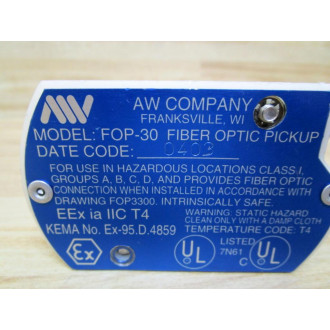 AW
AW COMPANY
FRANKSVILLE, WI
MODEL: FOP-30 FIBER OPTIC PICKUP
DATE CODE: 0403
FOR USE IN HAZARDOUS LOCATIONS CLASS I,
GROUPS A, B, C, D, AND PROVIDES FIBER OPTIC
CONNECTION WHEN INSTALLED IN ACCORDANCE WITH
DRAWING FOP3300. INTRINSICALLY SAFE.
EEx ia IIC T4
KEMA No. Ex-95.D.4859
WARNING: STATIC HAZARD
CLEAN ONLY WITH A DAMP CLOTH
TEMPERATURE CODE: T4
Ex
UL
LISTED
7N61
C
UL